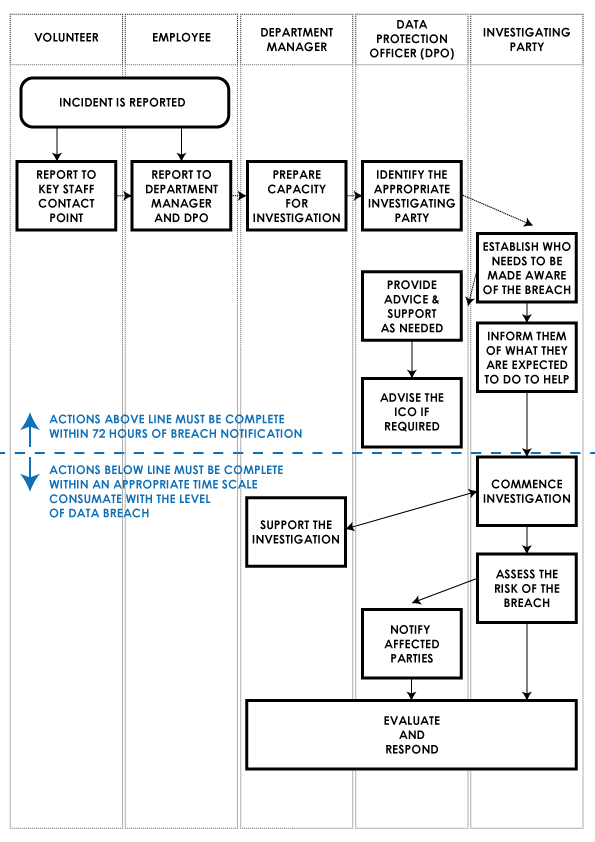 VOLUNTEER
EMPLOYEE
DEPARTMENT
MANAGER
DATA
PROTECTION
OFFICER (DPO)
INVESTIGATING
PARTY
INCIDENT IS REPORTED
REPORT TO
KEY STAFF
CONTACT
POINT
REPORT TO
DEPARTMENT
MANAGER
AND DPO
PREPARE
CAPACITY
FOR
INVESTIGATION
IDENTIFY THE
APPROPRIATE
INVESTIGATING
PARTY
ESTABLISH WHO
NEEDS TO BE
MADE AWARE
OF THE BREACH
PROVIDE
ADVICE &
SUPPORT
AS NEEDED
INFORM THEM
OF WHAT THEY
ARE EXPECTED
TO DO TO HELP
ADVISE THE
ICO IF
REQUIRED
ACTIONS ABOVE LINE MUST BE COMPLETE
WITHIN 72 HOURS OF BREACH NOTIFICATION
ACTIONS BELOW LINE MUST BE COMPLETE
WITHIN AN APPROPRIATE TIME SCALE
CONSUMATE WITH THE LEVEL
OF DATA BREACH
COMMENCE
INVESTIGATION
SUPPORT THE
INVESTIGATION
ASSESS THE
RISK OF THE
BREACH
NOTIFY
AFFECTED
PARTIES
EVALUATE
AND
RESPOND